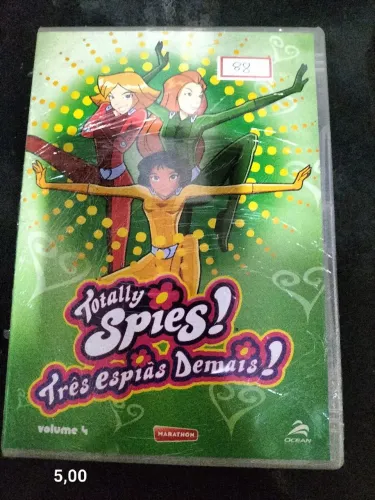 88
Totally
Spies!
Três espiãs Demais!
volume 4
MARATHON
OCEAN
5,00